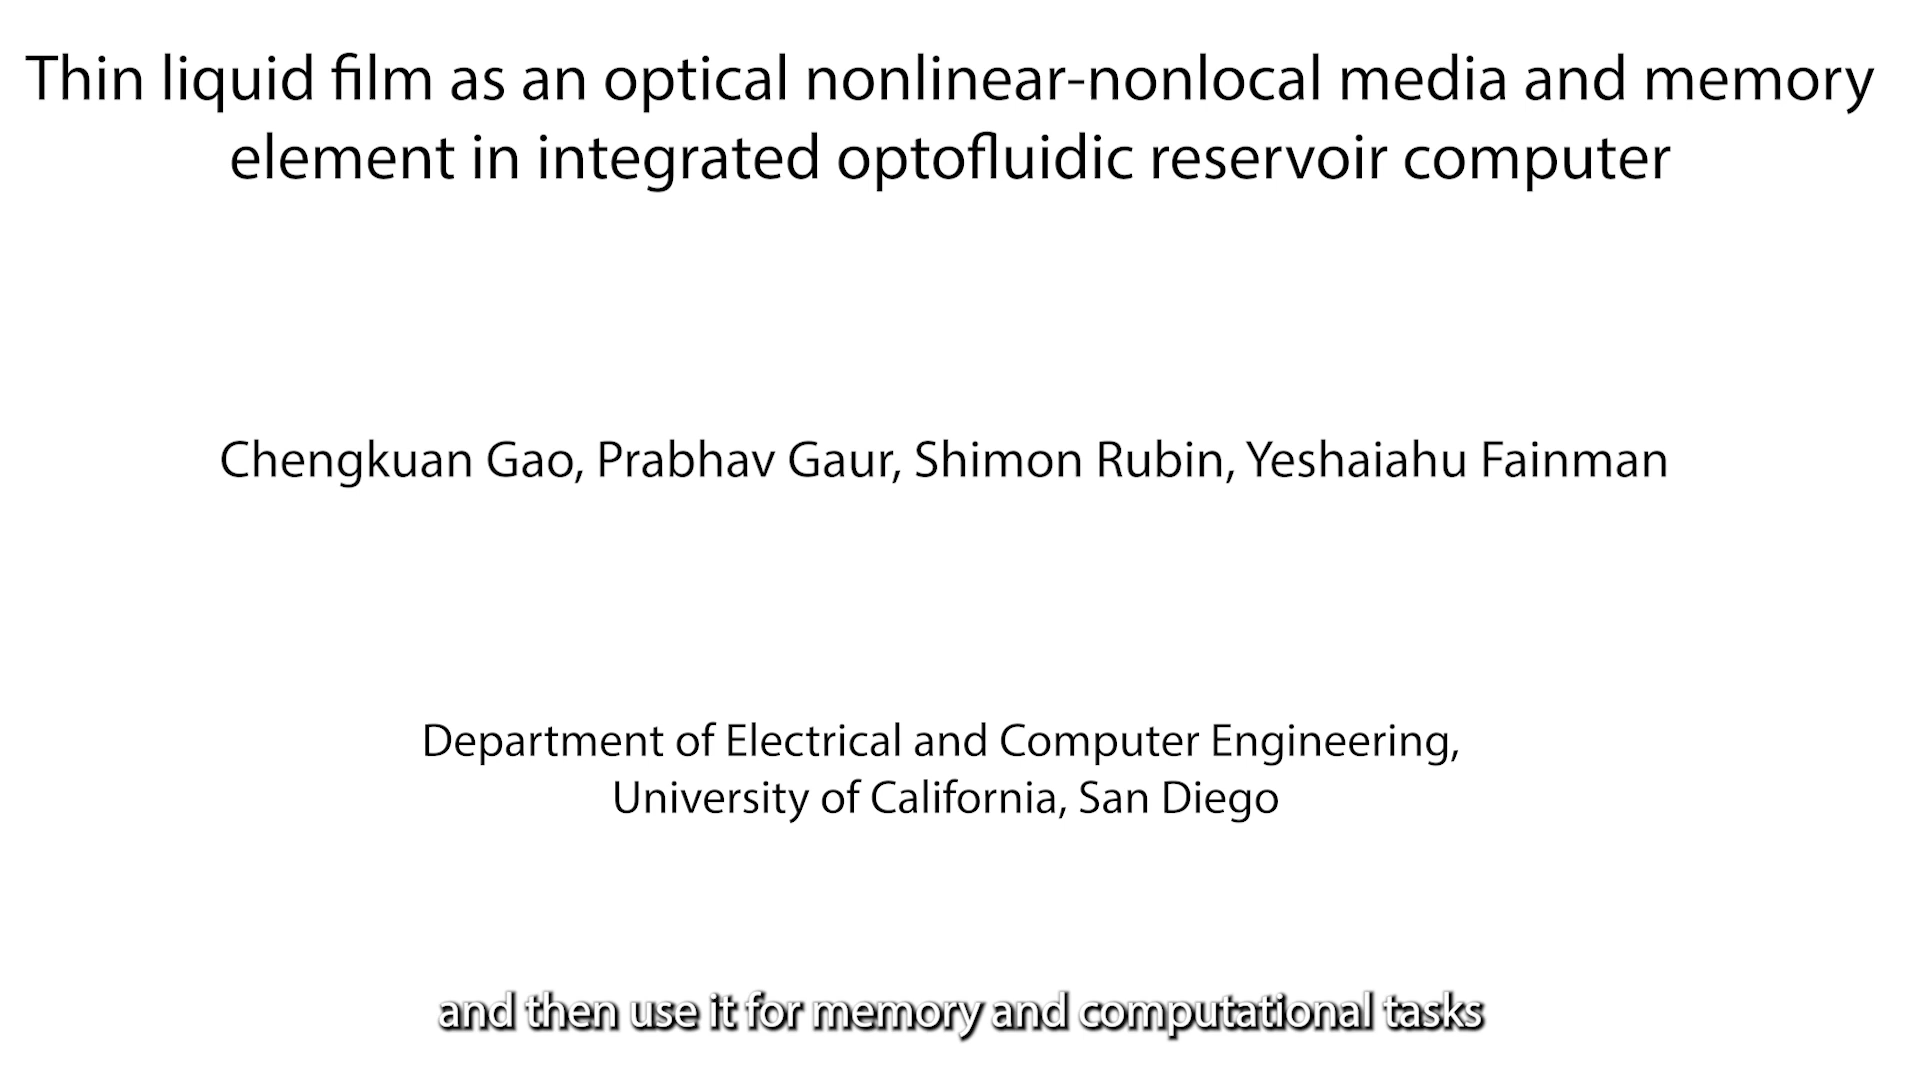 Thin liquid film as an optical nonlinear-nonlocal media and memory
element in integrated optofluidic reservoir computer
Chengkuan Gao, Prabhav Gaur, Shimon Rubin, Yeshaiahu Fainman
Department of Electrical and Computer Engineering,
University of California, San Diego
and then use it for memory and computational tasks